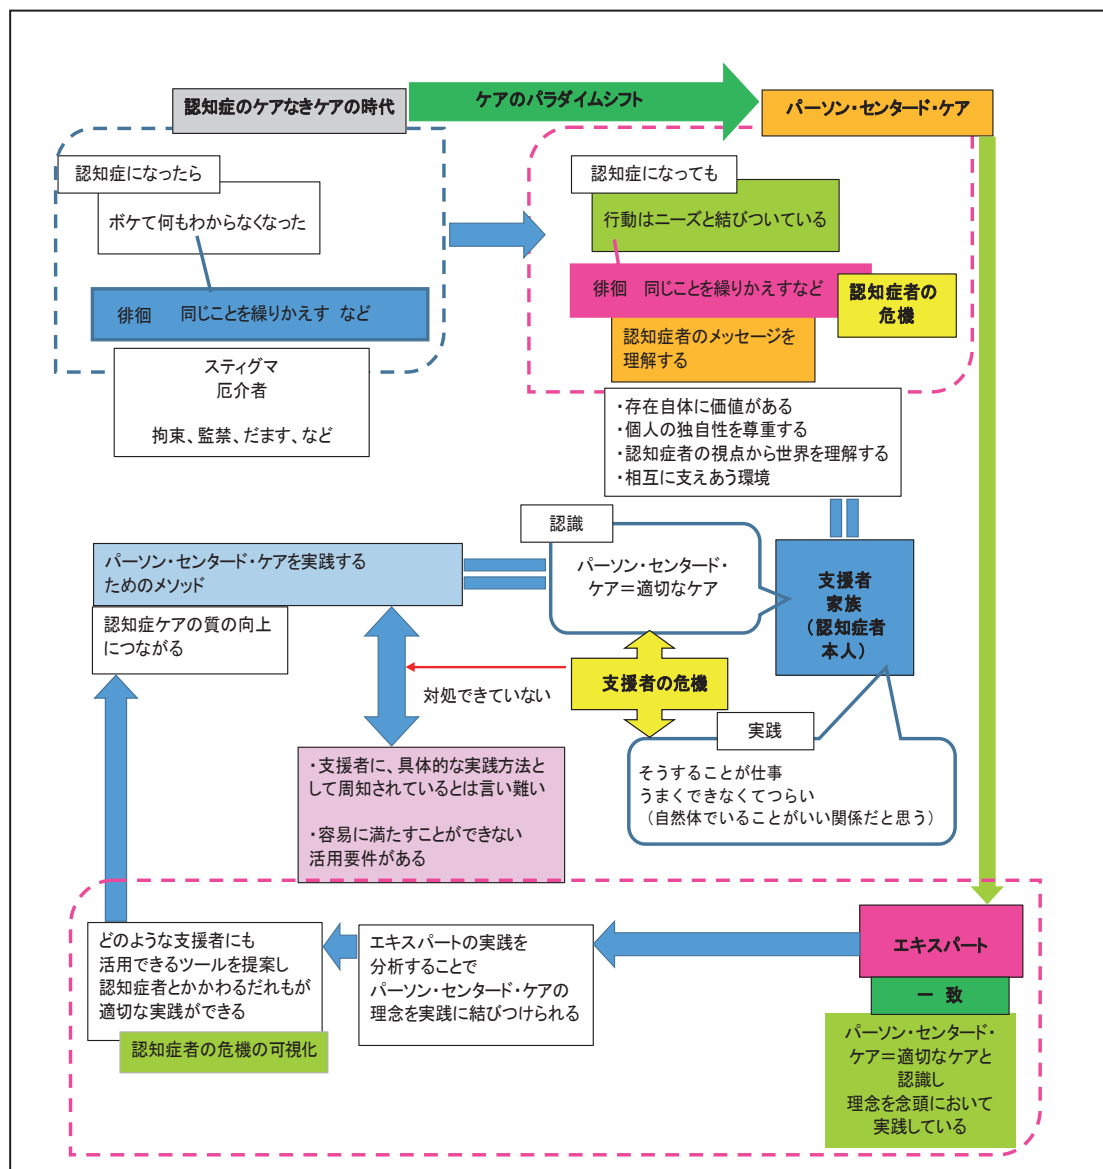 認知症のケアなきケアの時代
ケアのパラダイムシフト
パーソン・センタード・ケア
認知症になったら
ボケて何もわからなくなった
徘徊　同じことを繰りかえす など
スティグマ
厄介者
拘束、監禁、だます、など
認知症になっても
行動はニーズと結びついている
徘徊　同じことを繰りかえすなど
認知症者の
危機
認知症者のメッセージを
理解する
・存在自体に価値がある
・個人の独自性を尊重する
・認知症者の視点から世界を理解する
・相互に支えあう環境
認識
パーソン・センタード・
ケア＝適切なケア
パーソン・センタード・ケアを実践する
ためのメソッド
認知症ケアの質の向上
につながる
支援者
家族
（認知症者
本人）
支援者の危機
対処できていない
実践
そうすることが仕事
うまくできなくてつらい
（自然体でいることがいい関係だと思う）
・支援者に、具体的な実践方法と
して周知されているとは言い難い
・容易に満たすことができない
活用要件がある
エキスパート
一 致
パーソン・センタード・
ケア＝適切なケアと
認識し
理念を念頭において
実践している
エキスパートの実践を
分析することで
パーソン・センタード・ケアの
理念を実践に結びつけられる
どのような支援者にも
活用できるツールを提案し
認知症者とかかわるだれもが
適切な実践ができる
認知症者の危機の可視化